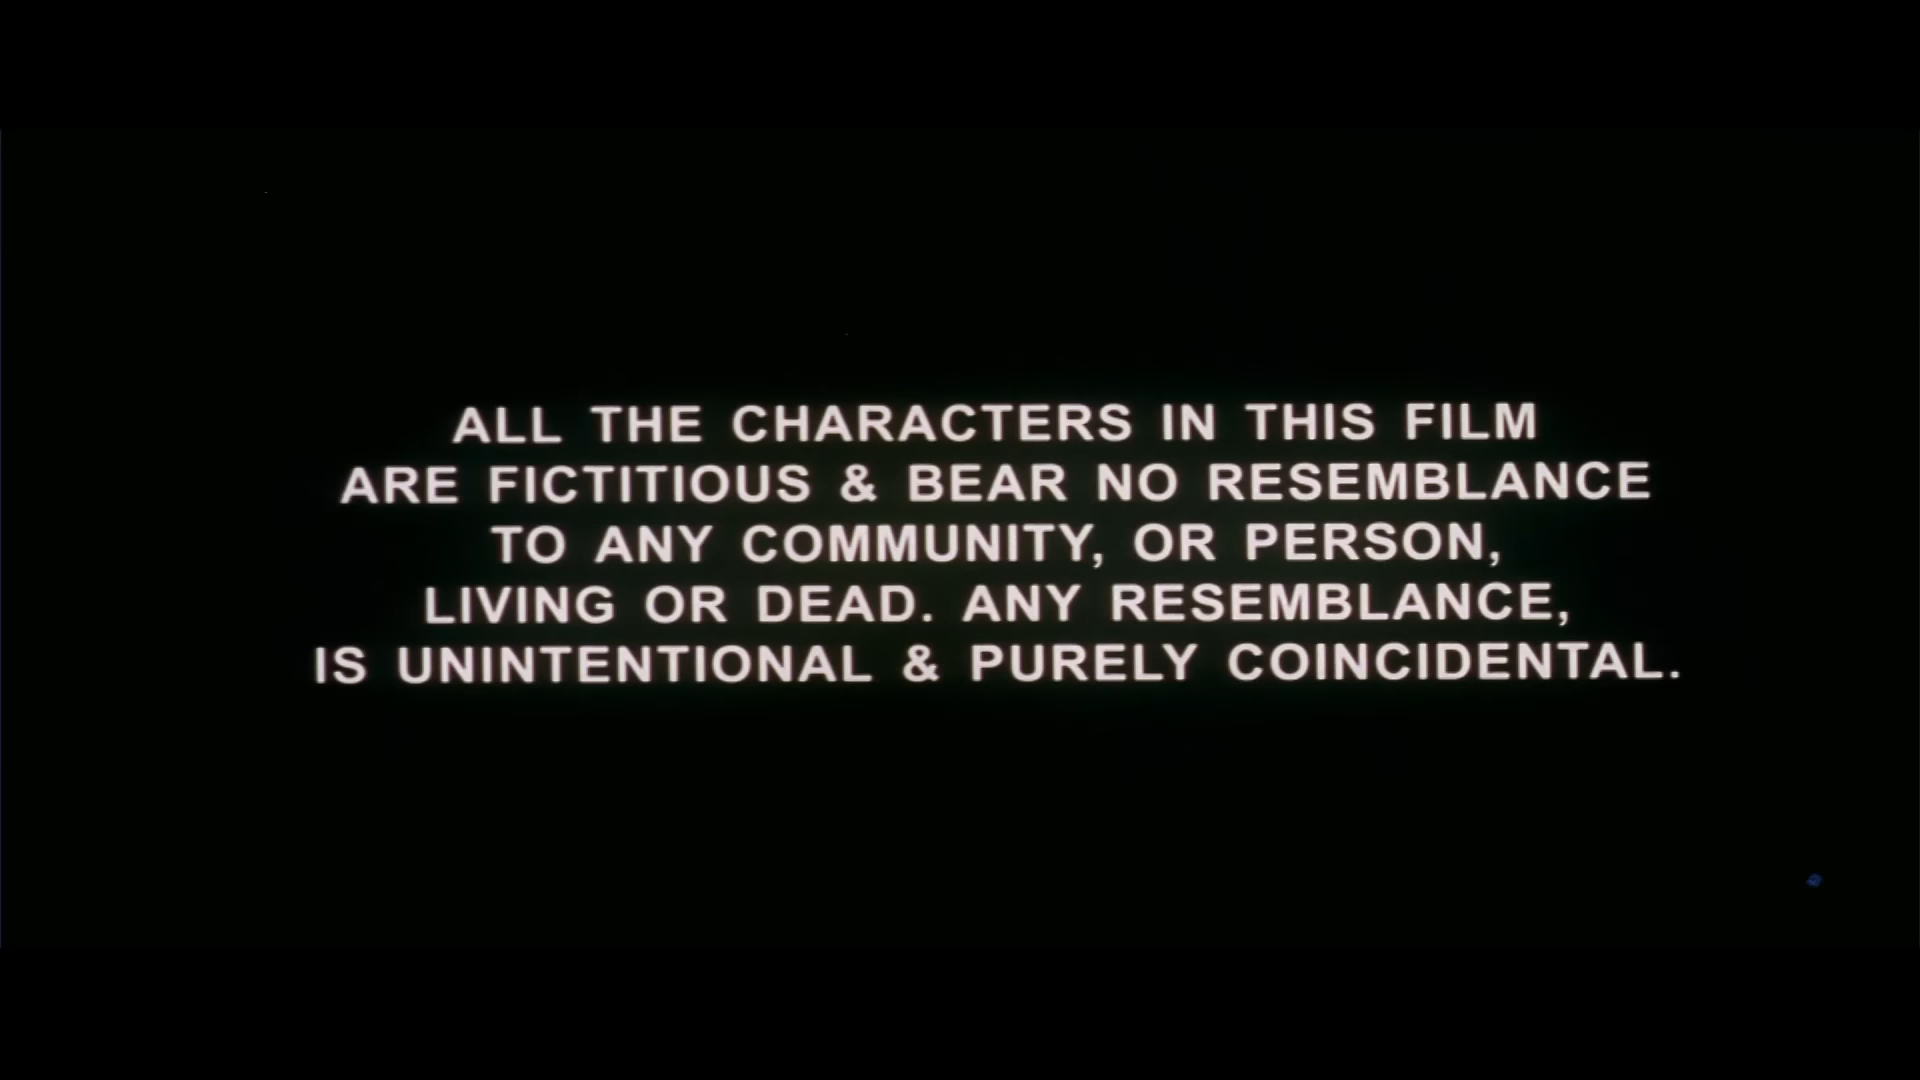 ALL THE CHARACTERS IN THIS FILM
ARE FICTITIOUS & BEAR NO RESEMBLANCE
TO ANY COMMUNITY, OR PERSON,
LIVING OR DEAD. ANY RESEMBLANCE,
IS UNINTENTIONAL & PURELY COINCIDENTAL.